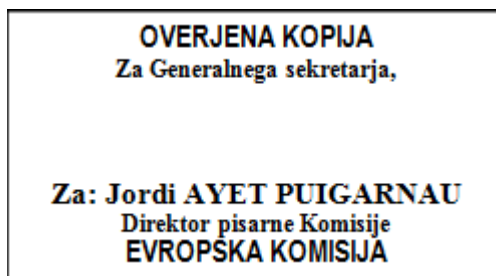 OVERJENA KOPIJA
Za Generalnega sekretarja,
Za: Jordi AYET PUIGARNAU
Direktor pisarne Komisije
EVROPSKA KOMISIJA